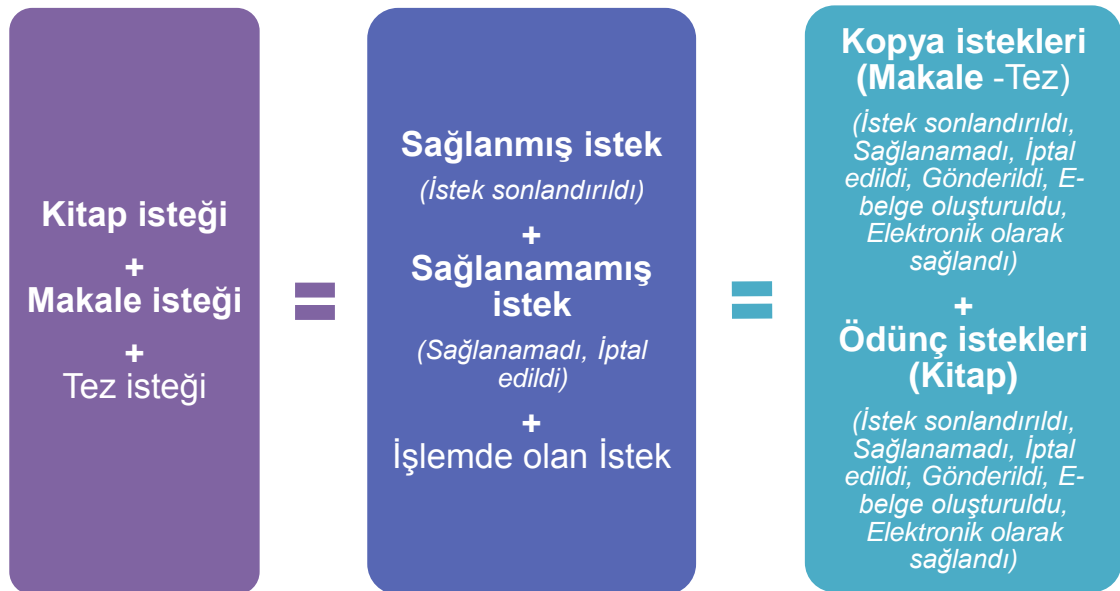 Kitap isteği
+
Makale isteği
+
Tez isteği
=
Sağlanmış istek
(İstek sonlandırıldı)
+
Sağlanamamış
istek
(Sağlanamadı, İptal
edildi)
+
İşlemde olan İstek
=
Kopya istekleri
(Makale -Tez)
(İstek sonlandırıldı,
Sağlanamadı, İptal
edildi, Gönderildi, E-
belge oluşturuldu,
Elektronik olarak
sağlandı)
+
Ödünç istekleri
(Kitap)
(İstek sonlandırıldı,
Sağlanamadı, İptal
edildi, Gönderildi, E-
belge oluşturuldu,
Elektronik olarak
sağlandı)